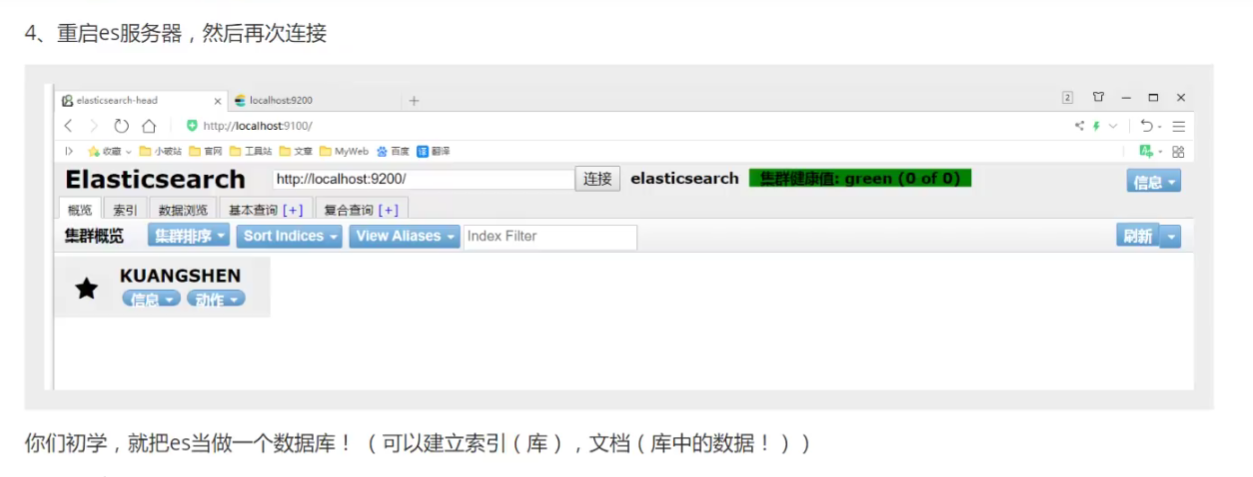 4、重启es服务器，然后再次连接
elasticsearch-head × localhost:9200 + 2
http://localhost:9100/
收藏 小破站 官网 工具站 文章 MyWeb 百度 译 翻译
Elasticsearch http://localhost:9200/ 连接 elasticsearch 集群健康值: green (0 of 0) 信息
概览 索引 数据浏览 基本查询 [+] 复合查询 [+]
集群概览 集群排序 Sort Indices View Aliases Index Filter 刷新
KUANGSHEN
信息 动作
你们初学，就把es当做一个数据库！（可以建立索引（库），文档（库中的数据！））